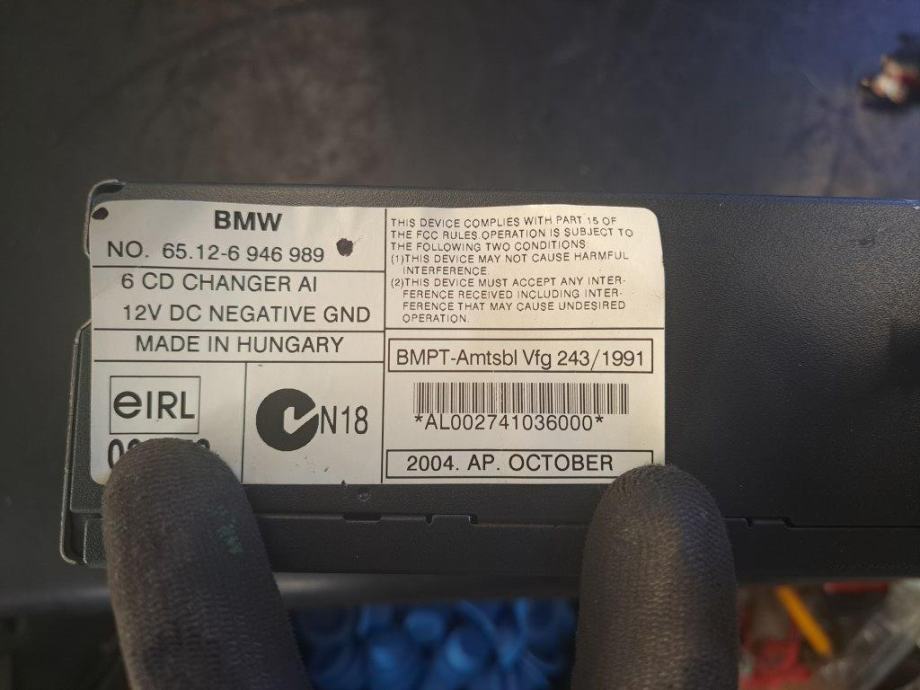 BMW
NO. 65.12-6 946 989
6 CD CHANGER AI
12V DC NEGATIVE GND
MADE IN HUNGARY
eIRL
N18
THIS DEVICE COMPLIES WITH PART 15 OF
THE FCC RULES OPERATION IS SUBJECT TO
THE FOLLOWING TWO CONDITIONS
(1)THIS DEVICE MAY NOT CAUSE HARMFUL
INTERFERENCE.
(2)THIS DEVICE MUST ACCEPT ANY INTER-
FERENCE RECEIVED INCLUDING INTER-
FERENCE THAT MAY CAUSE UNDESIRED
OPERATION.
BMPT-Amtsbl Vfg 243/1991
*AL002741036000*
2004. AP. OCTOBER